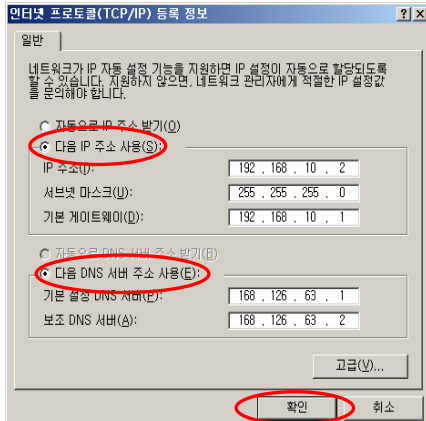 인터넷 프로토콜(TCP/IP) 등록 정보
일반
네트워크가 IP 자동 설정 기능을 지원하면 IP 설정이 자동으로 할당되도록
할 수 있습니다. 지원하지 않으면, 네트워크 관리자에게 적절한 IP 설정값
을 문의해야 합니다.
자동으로 IP 주소 받기(O)
다음 IP 주소 사용(S):
IP 주소(I): 192 . 168 . 10 . 2
서브넷 마스크(U): 255 . 255 . 255 . 0
기본 게이트웨이(D): 192 . 168 . 10 . 1
자동으로 DNS 서버 주소 받기(B)
다음 DNS 서버 주소 사용(E):
기본 설정 DNS 서버(P): 168 . 126 . 63 . 1
보조 DNS 서버(A): 168 . 126 . 63 . 2
고급(V)...
확인 취소